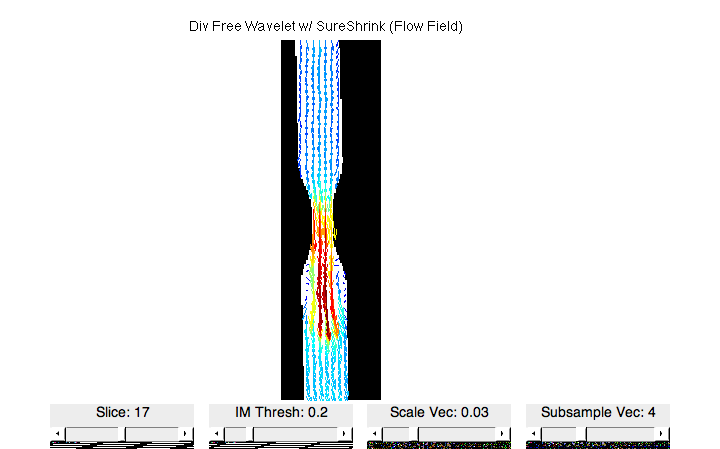 Div Free Wavelet w/ SureShrink (Flow Field)
Slice: 17
IM Thresh: 0.2
Scale Vec: 0.03
Subsample Vec: 4